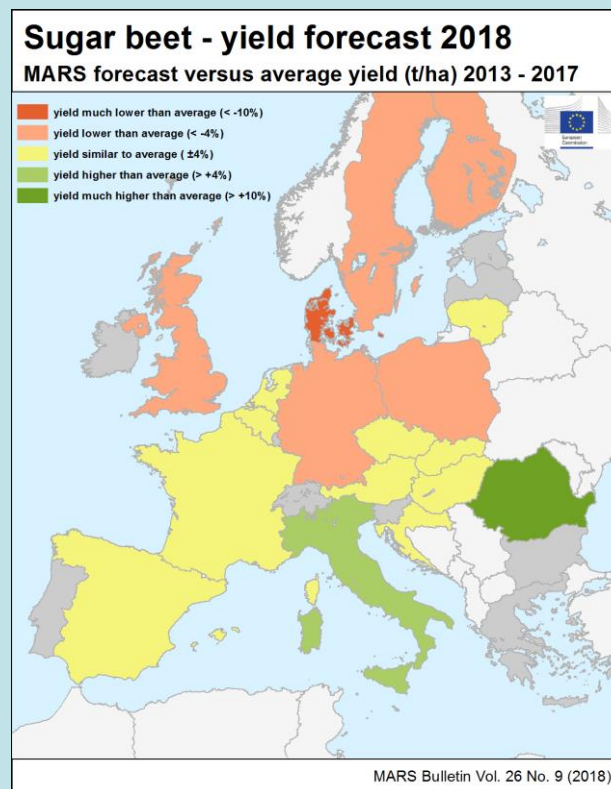 Sugar beet - yield forecast 2018
MARS forecast versus average yield (t/ha) 2013 - 2017
yield much lower than average (< -10%)
yield lower than average (< -4%)
yield similar to average ( ±4%)
yield higher than average (> +4%)
yield much higher than average (> +10%)
European
Commission
MARS Bulletin Vol. 26 No. 9 (2018)